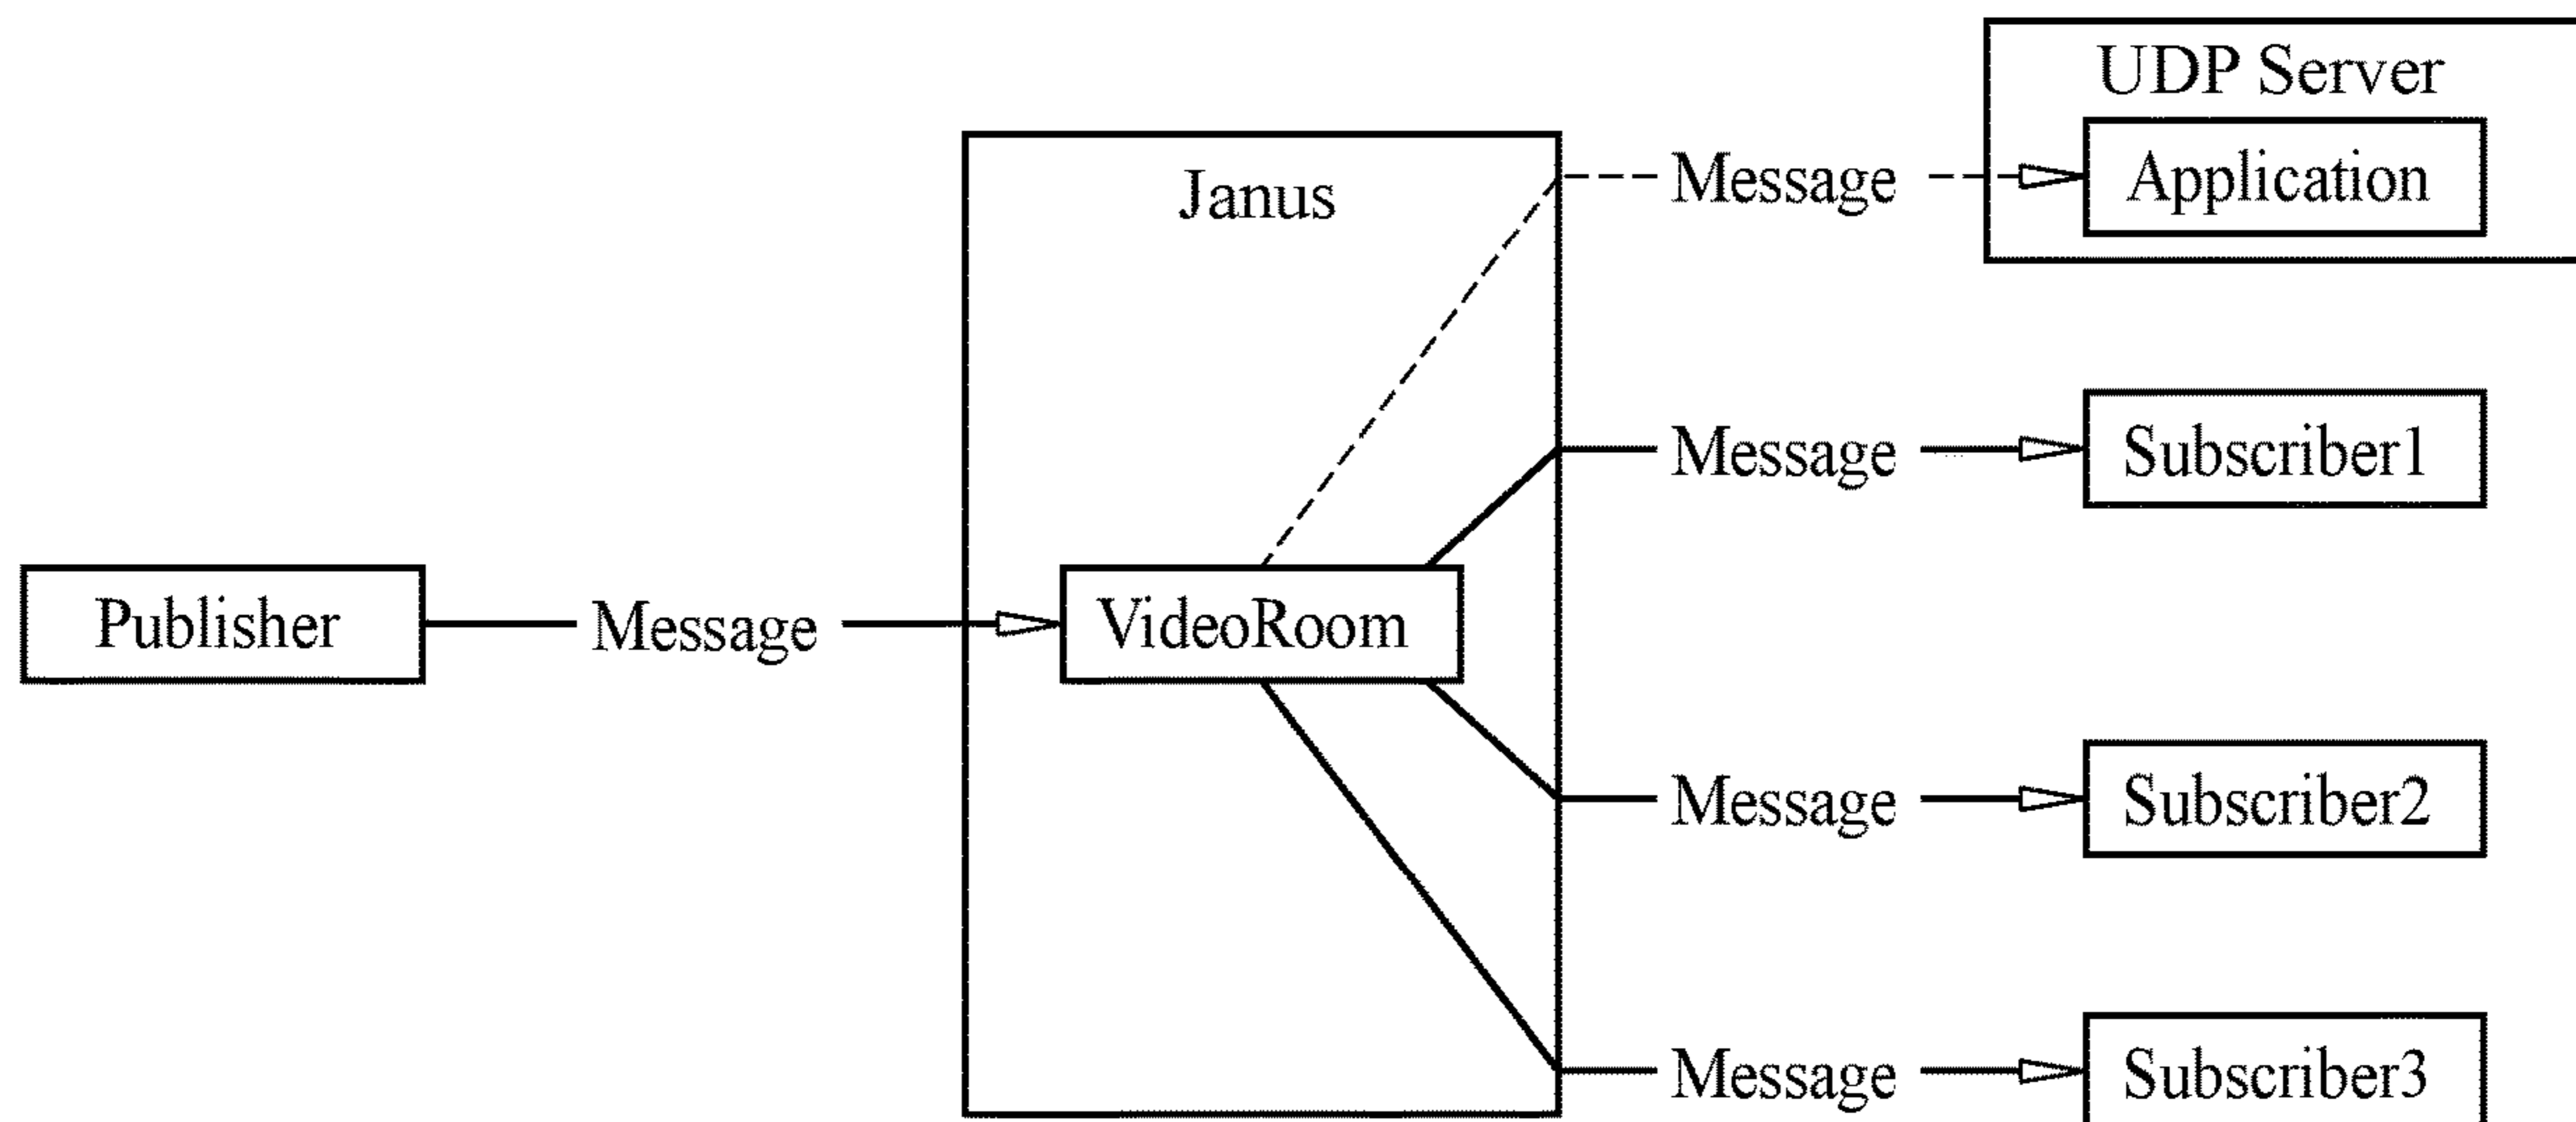 UDP Server
Message
Application
Janus
Message
Subscriber1
Publisher
Message
VideoRoom
Message
Subscriber2
Message
Subscriber3